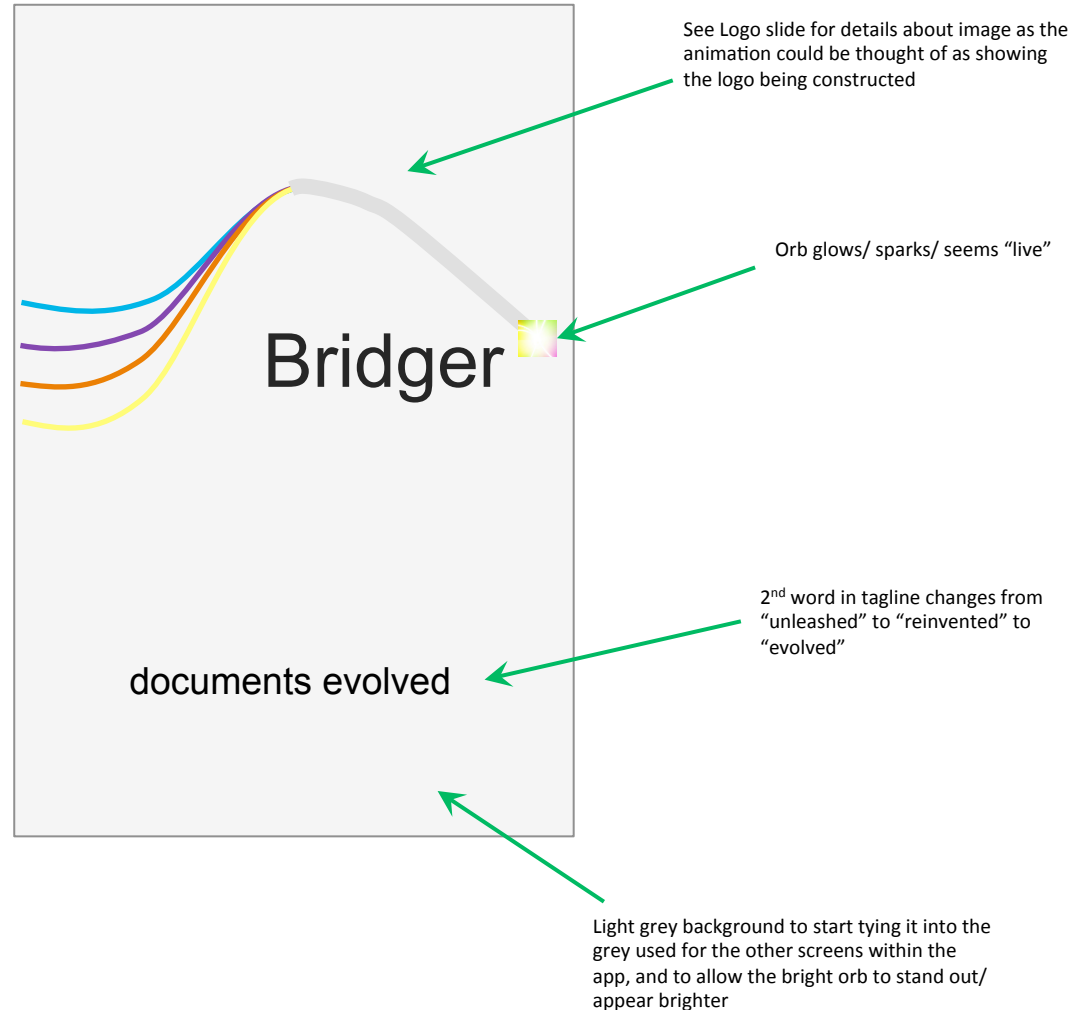 See Logo slide for details about image as the
animation could be thought of as showing
the logo being constructed
Orb glows/ sparks/ seems “live”
Bridger
2nd word in tagline changes from
“unleashed” to “reinvented” to
“evolved”
documents evolved
Light grey background to start tying it into the
grey used for the other screens within the
app, and to allow the bright orb to stand out/
appear brighter